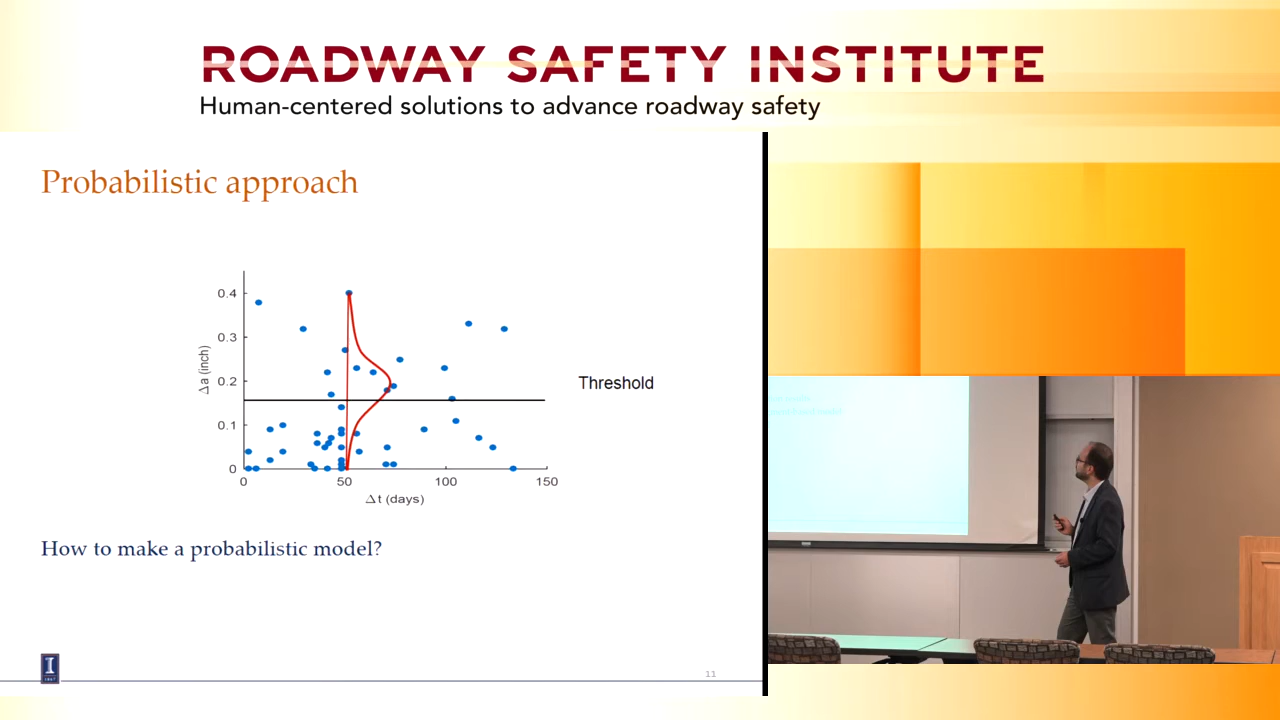 ROADWAY SAFETY INSTITUTE
Human-centered solutions to advance roadway safety
Probabilistic approach
0.4
0.3
0.2
0.1
0
Δa (inch)
Threshold
0
50
100
150
Δt (days)
How to make a probabilistic model?
I
1867
11